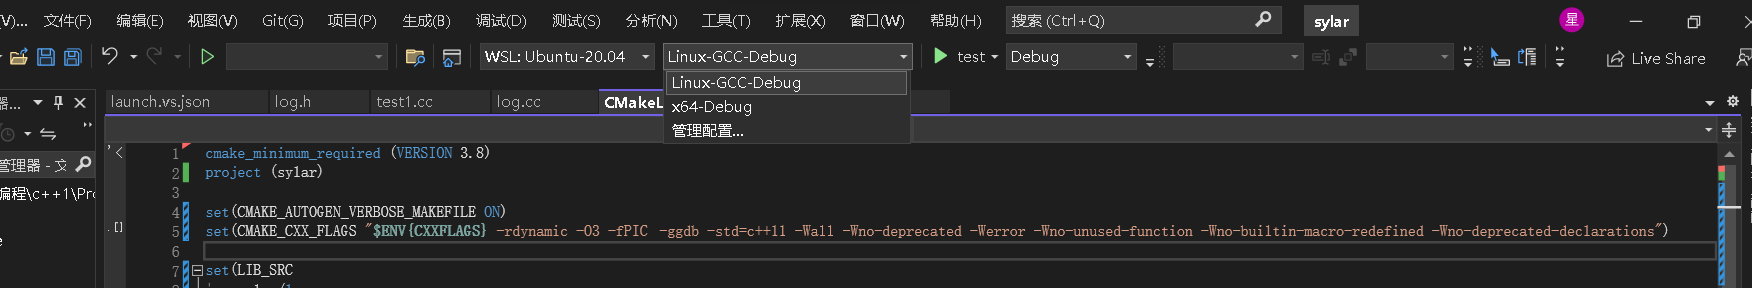 (V)... 文件(F) 编辑(E) 视图(V) Git(G) 项目(P) 生成(B) 调试(D) 测试(S) 分析(N) 工具(T) 扩展(X) 窗口(W) 帮助(H) 搜索 (Ctrl+Q) sylar 星
WSL: Ubuntu-20.04 Linux-GCC-Debug test Debug Live Share
Linux-GCC-Debug
x64-Debug
管理配置...
器... launch.vs.json log.h test1.cc log.cc CMakeL
管理器 - 文
编程\c++1\Pro
e
1 cmake_minimum_required (VERSION 3.8)
2 project (sylar)
3
4 set(CMAKE_AUTOGEN_VERBOSE_MAKEFILE ON)
5 set(CMAKE_CXX_FLAGS "$ENV{CXXFLAGS} -rdynamic -O3 -fPIC -ggdb -std=c++11 -Wall -Wno-deprecated -Werror -Wno-unused-function -Wno-builtin-macro-redefined -Wno-deprecated-declarations")
6
7 set(LIB_SRC